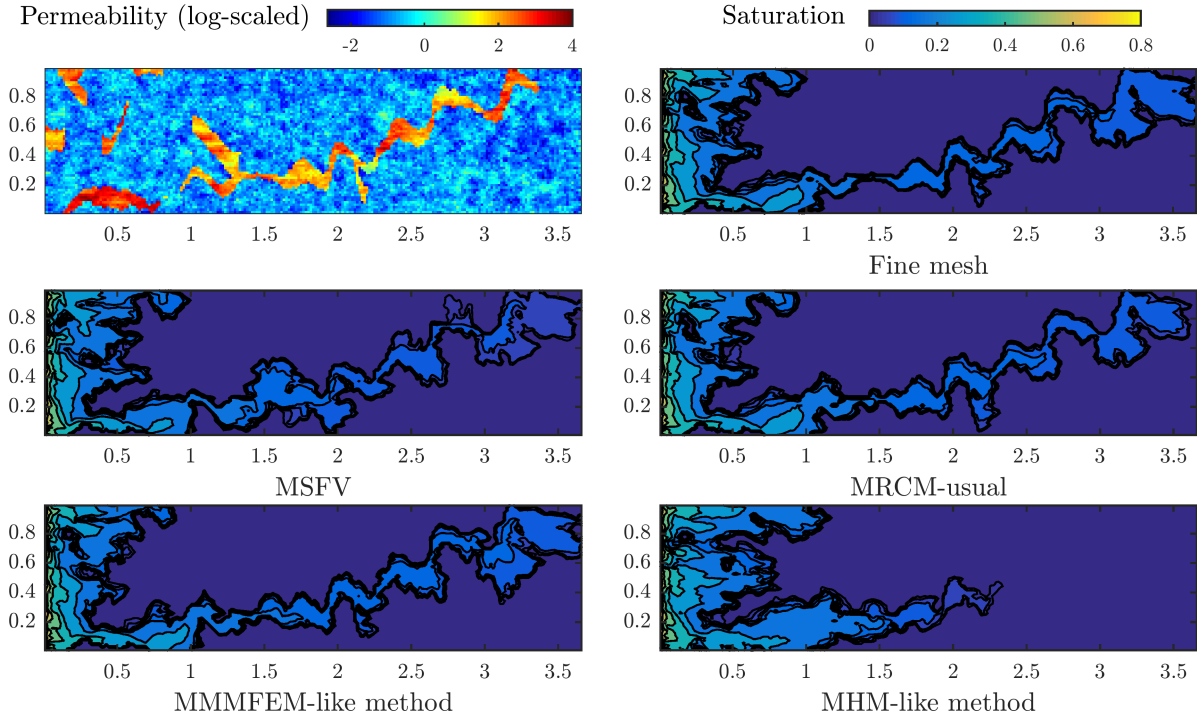 Permeability (log-scaled)
-2 0 2 4
Saturation
0 0.2 0.4 0.6 0.8
0.8
0.6
0.4
0.2
0.5 1 1.5 2 2.5 3 3.5
0.8
0.6
0.4
0.2
0.5 1 1.5 2 2.5 3 3.5
Fine mesh
0.8
0.6
0.4
0.2
0.5 1 1.5 2 2.5 3 3.5
MSFV
0.8
0.6
0.4
0.2
0.5 1 1.5 2 2.5 3 3.5
MRCM-usual
0.8
0.6
0.4
0.2
0.5 1 1.5 2 2.5 3 3.5
MMMFEM-like method
0.8
0.6
0.4
0.2
0.5 1 1.5 2 2.5 3 3.5
MHM-like method